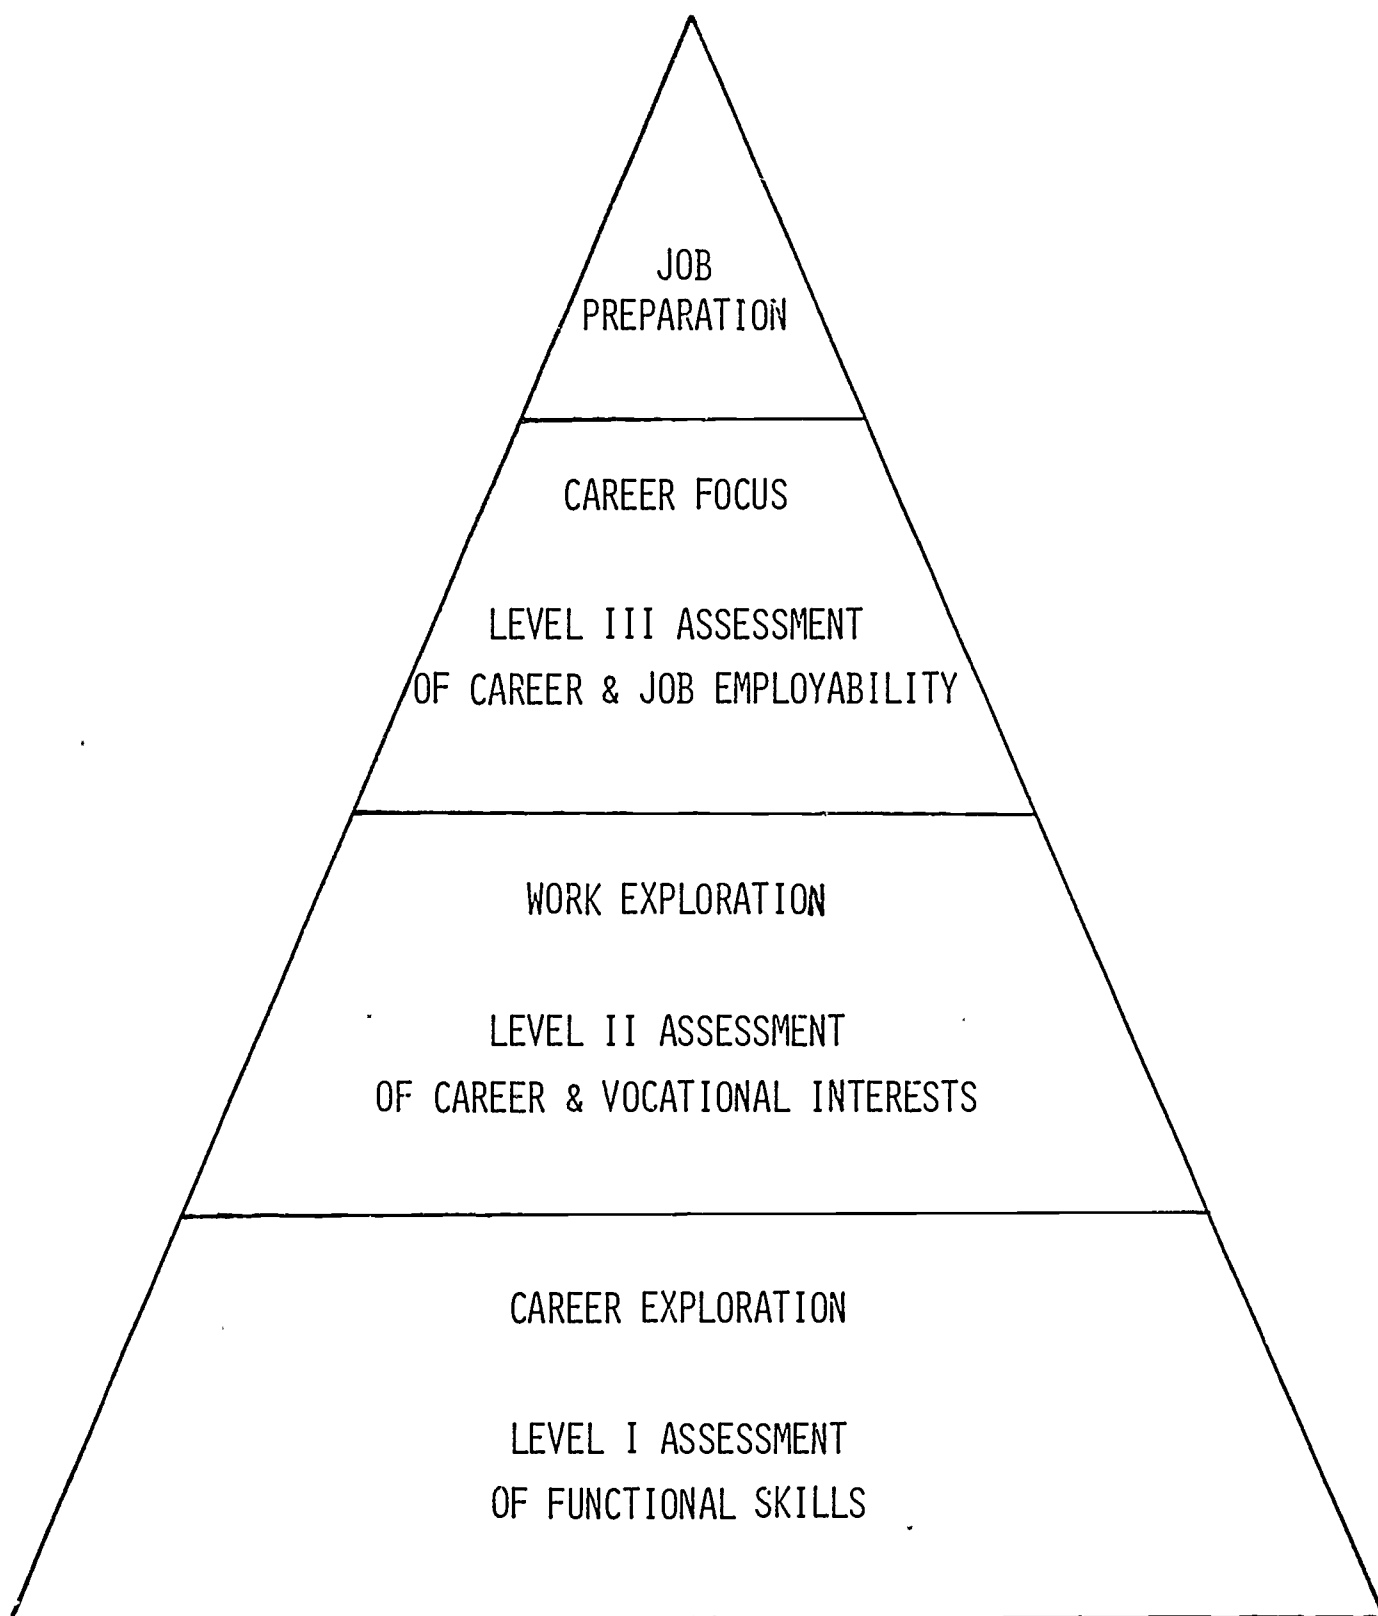 JOB
PREPARATION
CAREER FOCUS
LEVEL III ASSESSMENT
OF CAREER & JOB EMPLOYABILITY
WORK EXPLORATION
LEVEL II ASSESSMENT
OF CAREER & VOCATIONAL INTERESTS
CAREER EXPLORATION
LEVEL I ASSESSMENT
OF FUNCTIONAL SKILLS